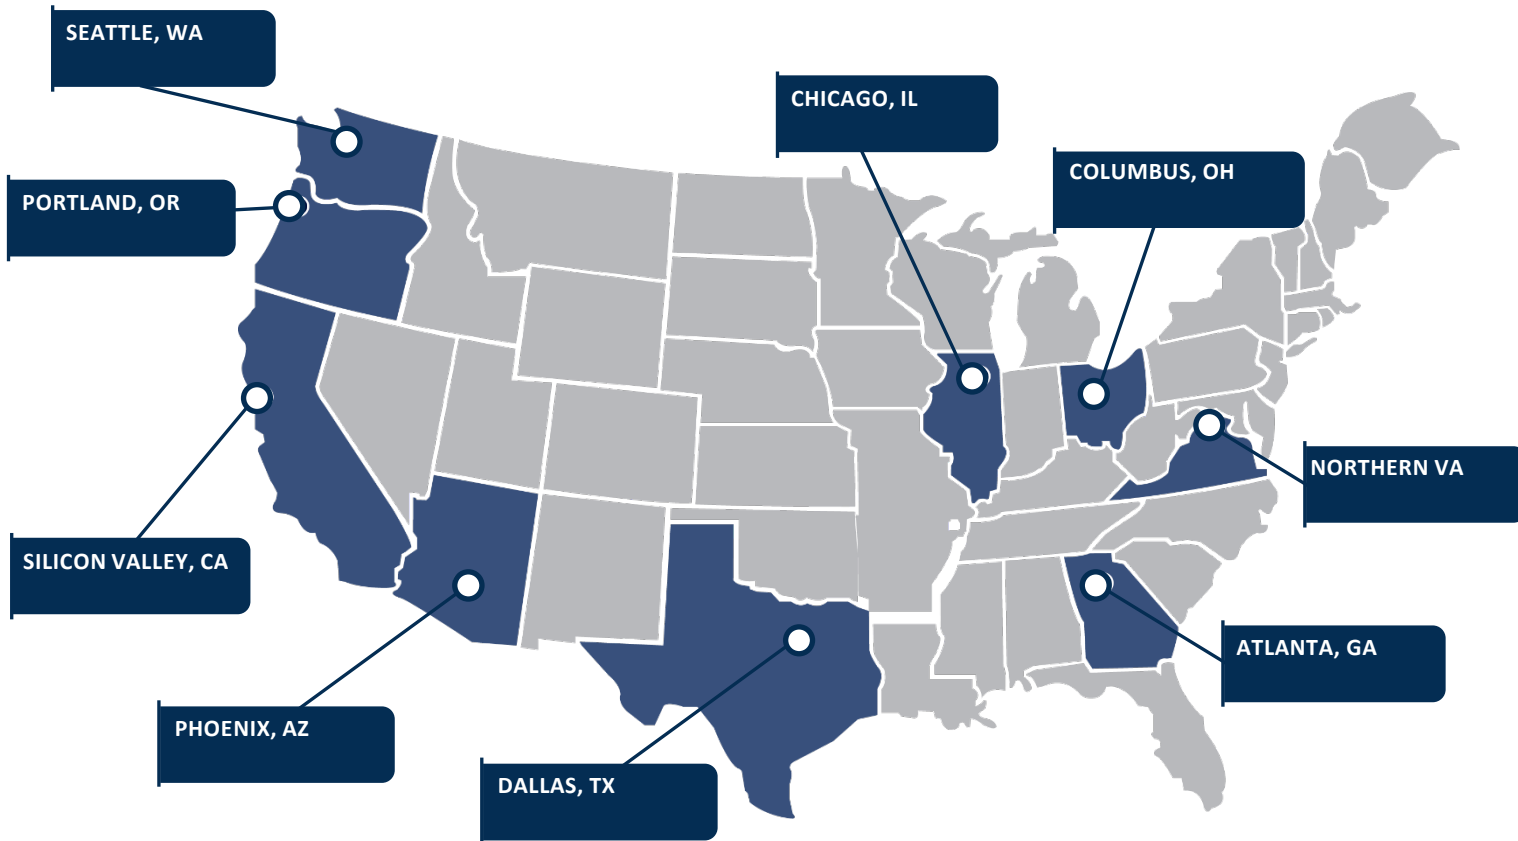 SEATTLE, WA
CHICAGO, IL
COLUMBUS, OH
PORTLAND, OR
NORTHERN VA
SILICON VALLEY, CA
ATLANTA, GA
PHOENIX, AZ
DALLAS, TX